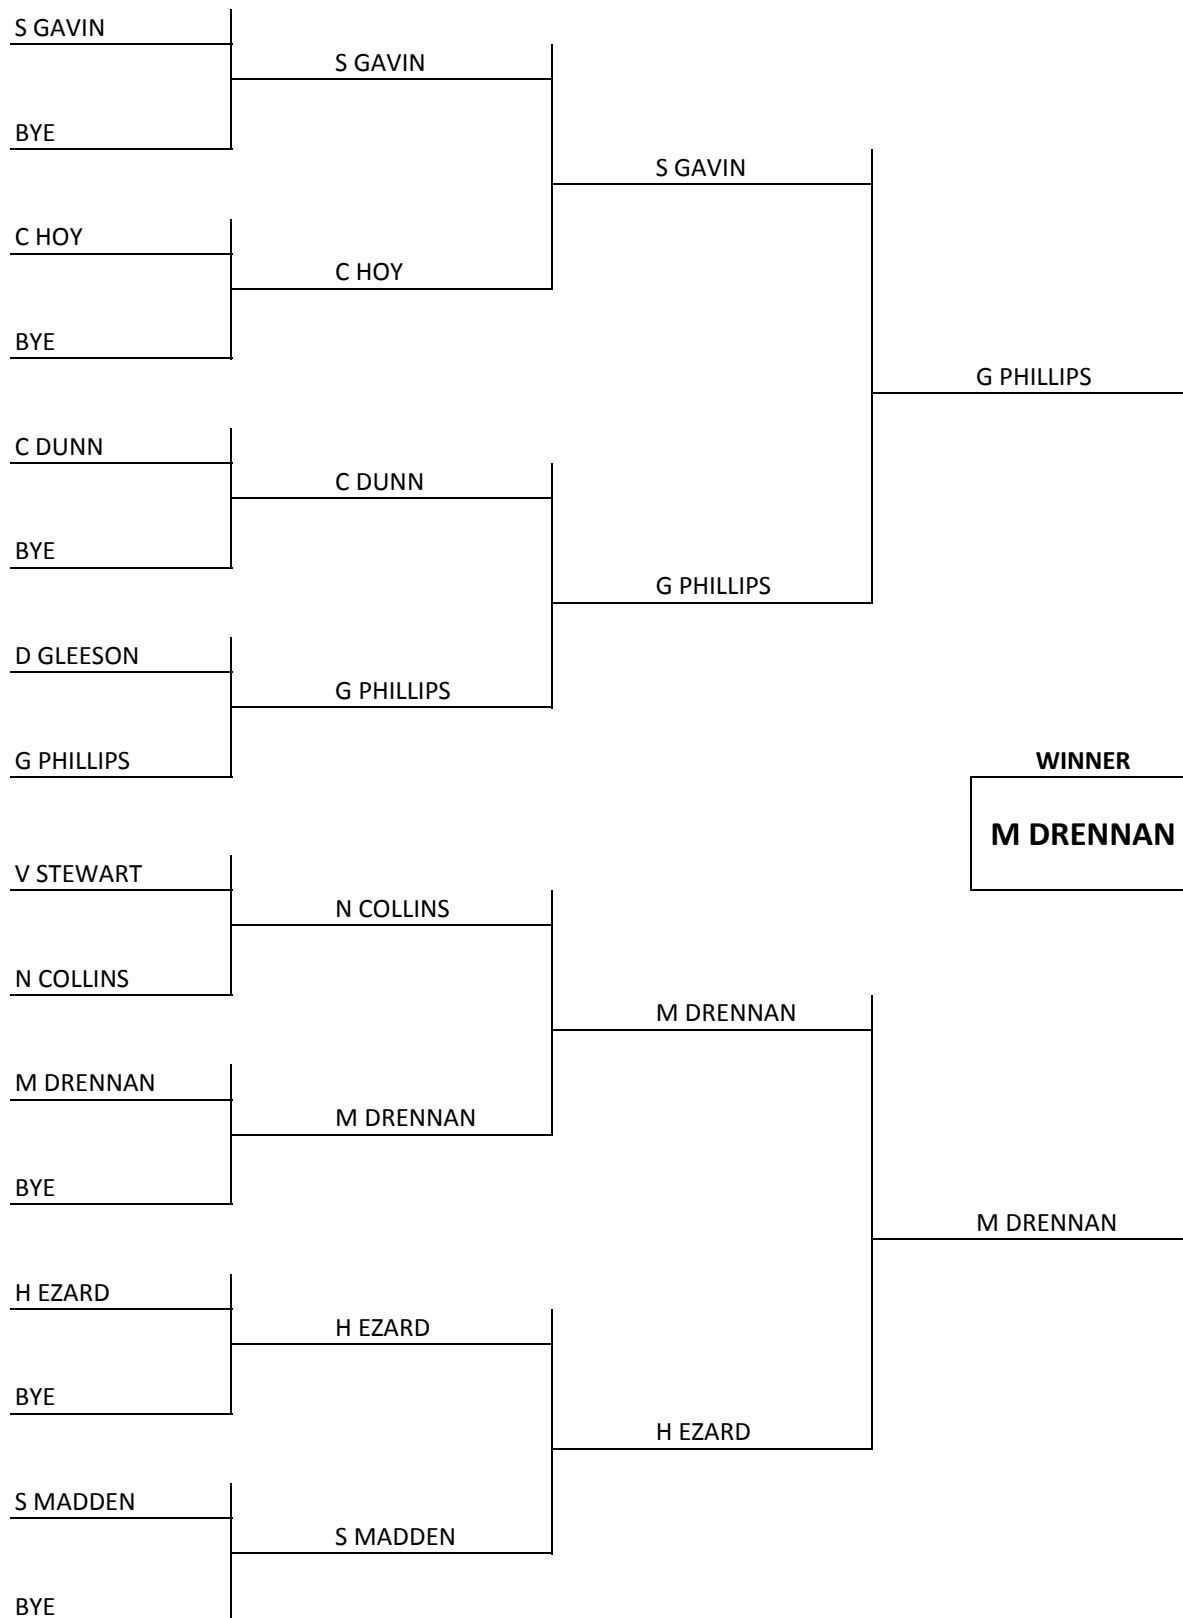 S GAVIN
S GAVIN
BYE
S GAVIN
C HOY
C HOY
BYE
G PHILLIPS
C DUNN
C DUNN
BYE
G PHILLIPS
D GLEESON
G PHILLIPS
G PHILLIPS
WINNER
M DRENNAN
V STEWART
N COLLINS
N COLLINS
M DRENNAN
M DRENNAN
M DRENNAN
BYE
M DRENNAN
H EZARD
H EZARD
BYE
H EZARD
S MADDEN
S MADDEN
BYE